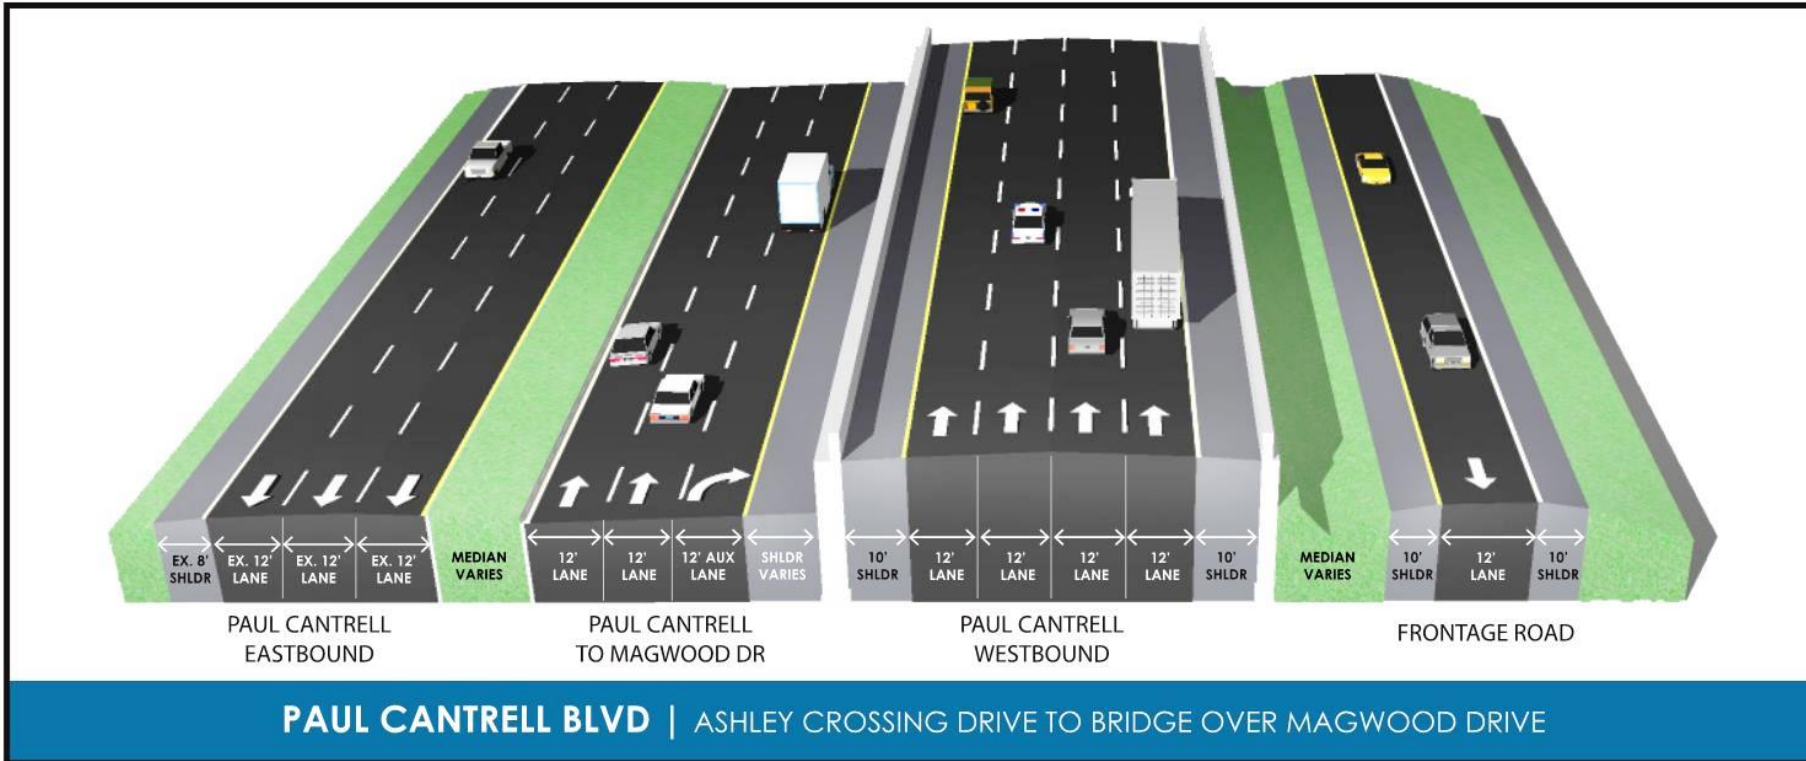 EX. 8'
SHLDR
EX. 12'
LANE
EX. 12'
LANE
EX. 12'
LANE
MEDIAN
VARIES
12'
LANE
12'
LANE
12' AUX
LANE
SHLDR
VARIES
10'
SHLDR
12'
LANE
12'
LANE
12'
LANE
12'
LANE
10'
SHLDR
MEDIAN
VARIES
10'
SHLDR
12'
LANE
10'
SHLDR
PAUL CANTRELL
EASTBOUND
PAUL CANTRELL
TO MAGWOOD DR
PAUL CANTRELL
WESTBOUND
FRONTAGE ROAD
PAUL CANTRELL BLVD | ASHLEY CROSSING DRIVE TO BRIDGE OVER MAGWOOD DRIVE